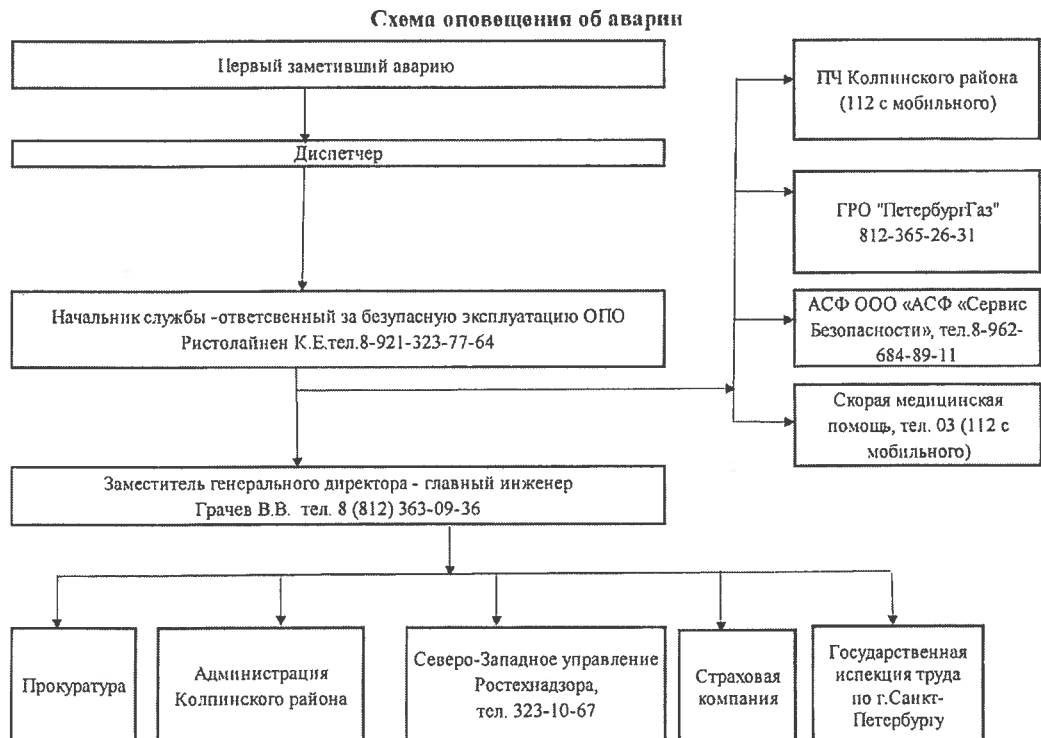 Схема оповещения об аварии
Первый заметивший аварию
Диспетчер
Начальник службы -ответсвенный за безупасную эксплуатацию ОПО
Ристолайнен К.Е.тел.8-921-323-77-64
ПЧ Колпинского района
(112 с мобильного)
ГРО "ПетербургГаз"
812-365-26-31
АСФ ООО «АСФ «Сервис
Безопасности», тел.8-962-
684-89-11
Скорая медицинская
помощь, тел. 03 (112 с
мобильного)
Заместитель генерального директора - главный инженер
Грачев В.В. тел. 8 (812) 363-09-36
Прокуратура
Администрация
Колпинского района
Северо-Западное управление
Ростехнадзора,
тел. 323-10-67
Страховая
компания
Государственная
испекция труда
по г.Санкт-
Петербургу